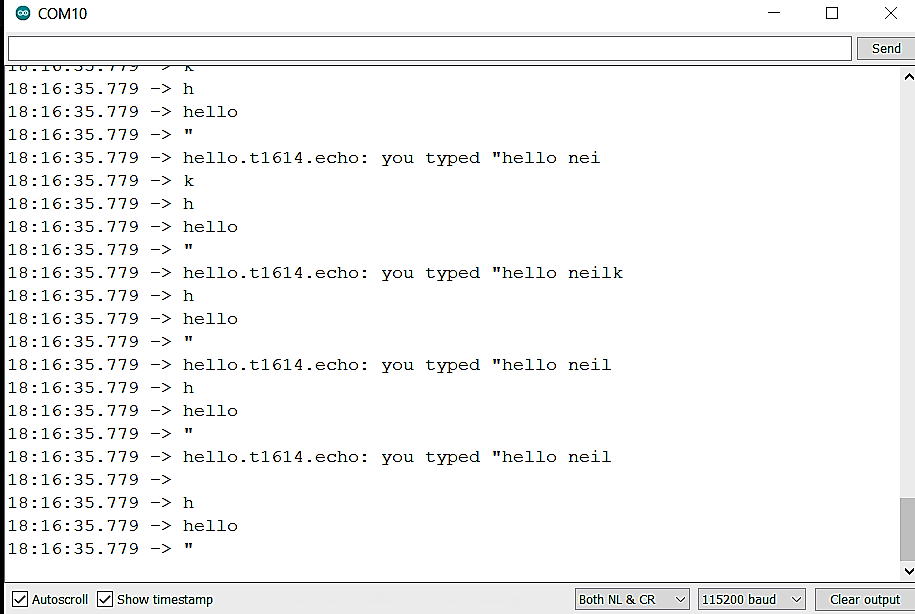 COM10
Send
18:16:35.779 -> k
18:16:35.779 -> h
18:16:35.779 -> hello
18:16:35.779 -> "
18:16:35.779 -> hello.t1614.echo: you typed "hello nei
18:16:35.779 -> k
18:16:35.779 -> h
18:16:35.779 -> hello
18:16:35.779 -> "
18:16:35.779 -> hello.t1614.echo: you typed "hello neilk
18:16:35.779 -> h
18:16:35.779 -> hello
18:16:35.779 -> "
18:16:35.779 -> hello.t1614.echo: you typed "hello neil
18:16:35.779 -> h
18:16:35.779 -> hello
18:16:35.779 -> "
18:16:35.779 -> hello.t1614.echo: you typed "hello neil
18:16:35.779 ->
18:16:35.779 -> h
18:16:35.779 -> hello
18:16:35.779 -> "
Autoscroll Show timestamp Both NL & CR 115200 baud Clear output